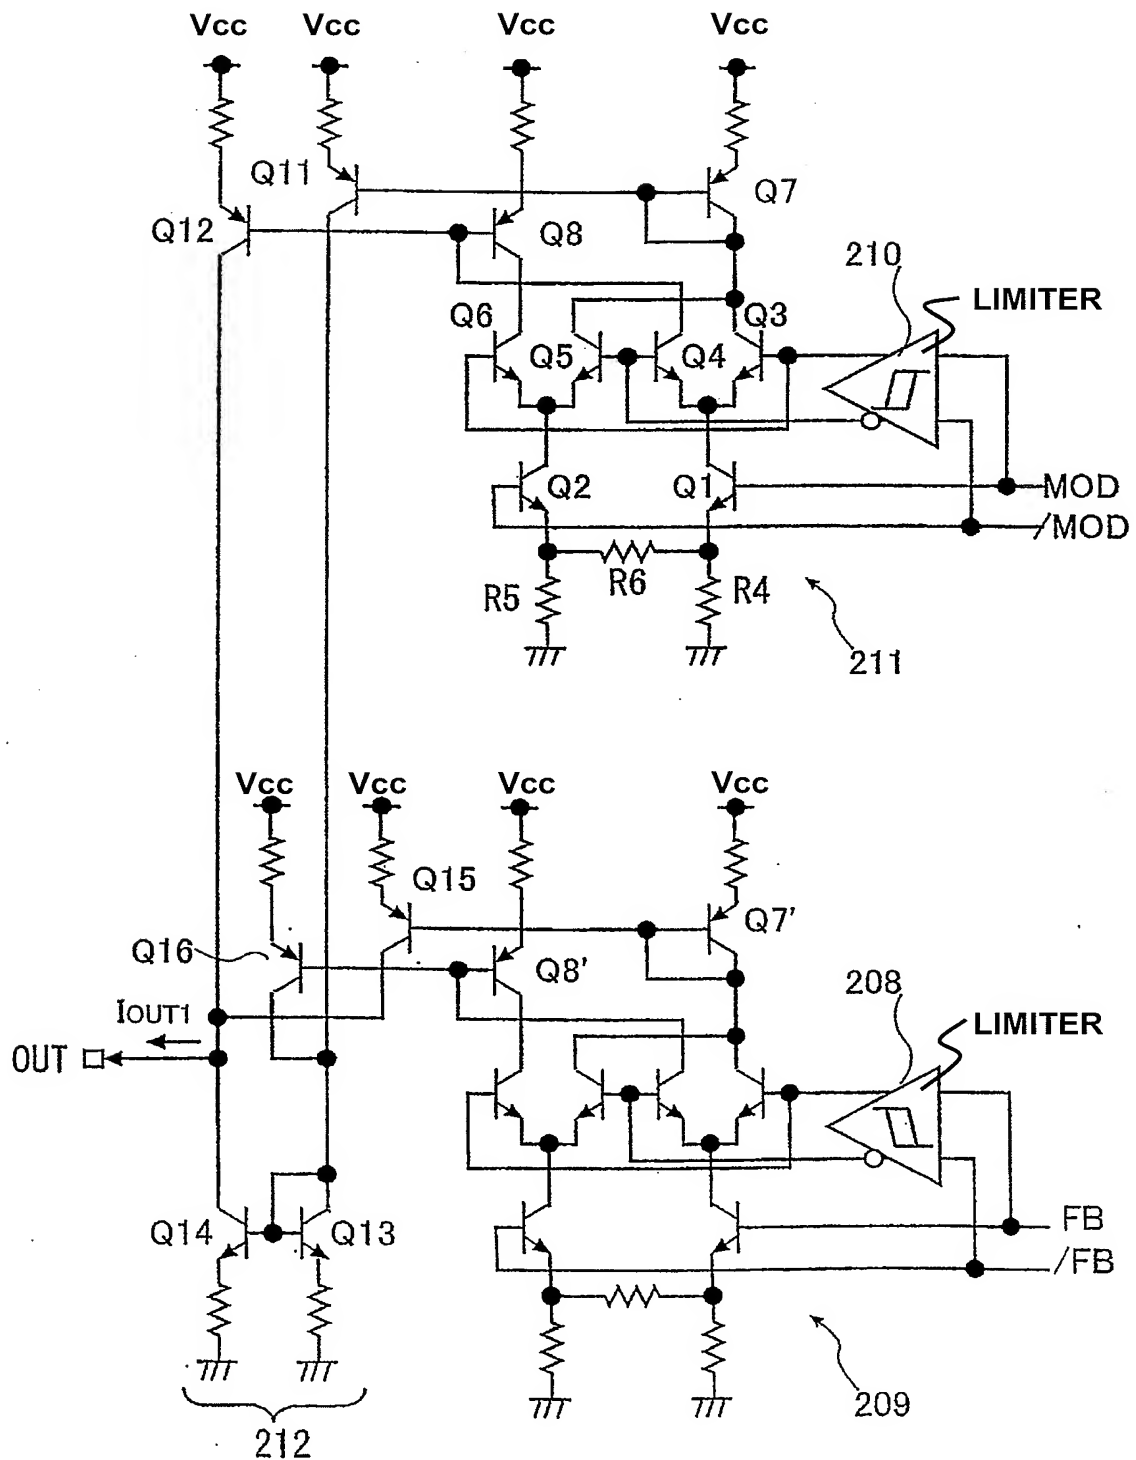 Vcc Vcc Vcc Vcc
Q11
Q7
Q12
Q8
210
LIMITER
Q6
Q3
Q5
Q4
Q2
Q1
MOD
/MOD
R6
R5
R4
211
Vcc Vcc Vcc Vcc
Q15
Q7'
Q16
Q8'
208
IOUT1
LIMITER
OUT
Q14
Q13
FB
/FB
209
212